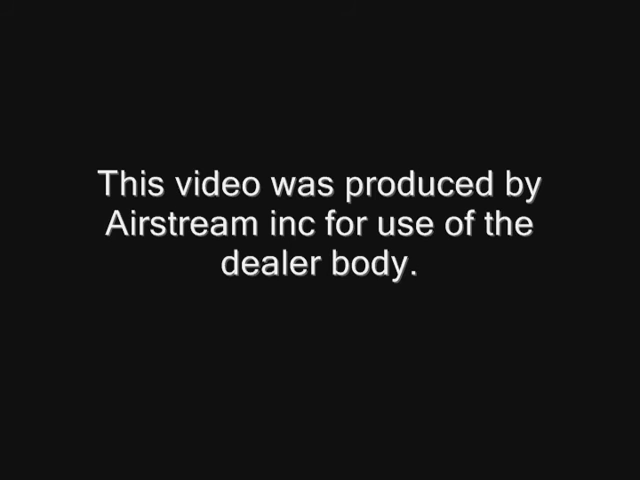 This video was produced by
Airstream inc for use of the
dealer body.